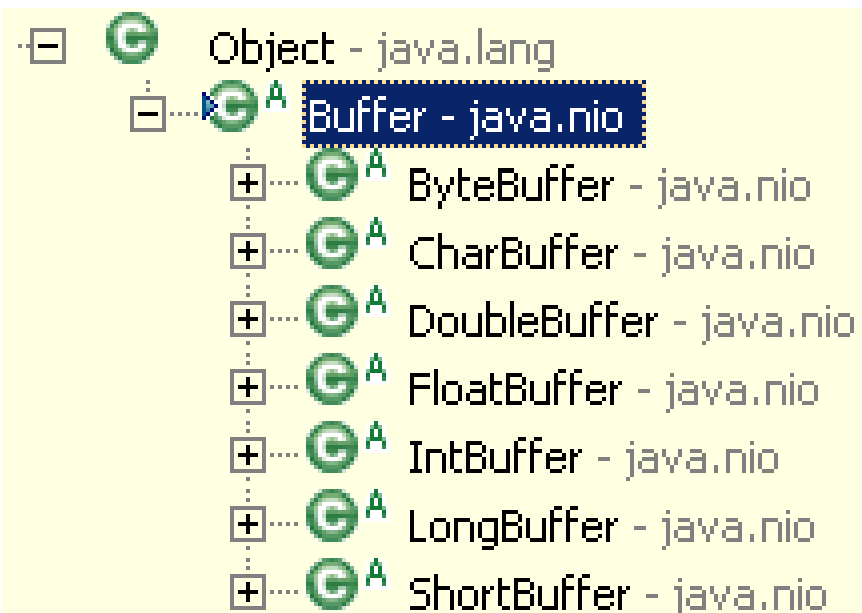 C Object - java.lang
C A Buffer - java.nio
C A ByteBuffer - java.nio
C A CharBuffer - java.nio
C A DoubleBuffer - java.nio
C A FloatBuffer - java.nio
C A IntBuffer - java.nio
C A LongBuffer - java.nio
C A ShortBuffer - java.nio